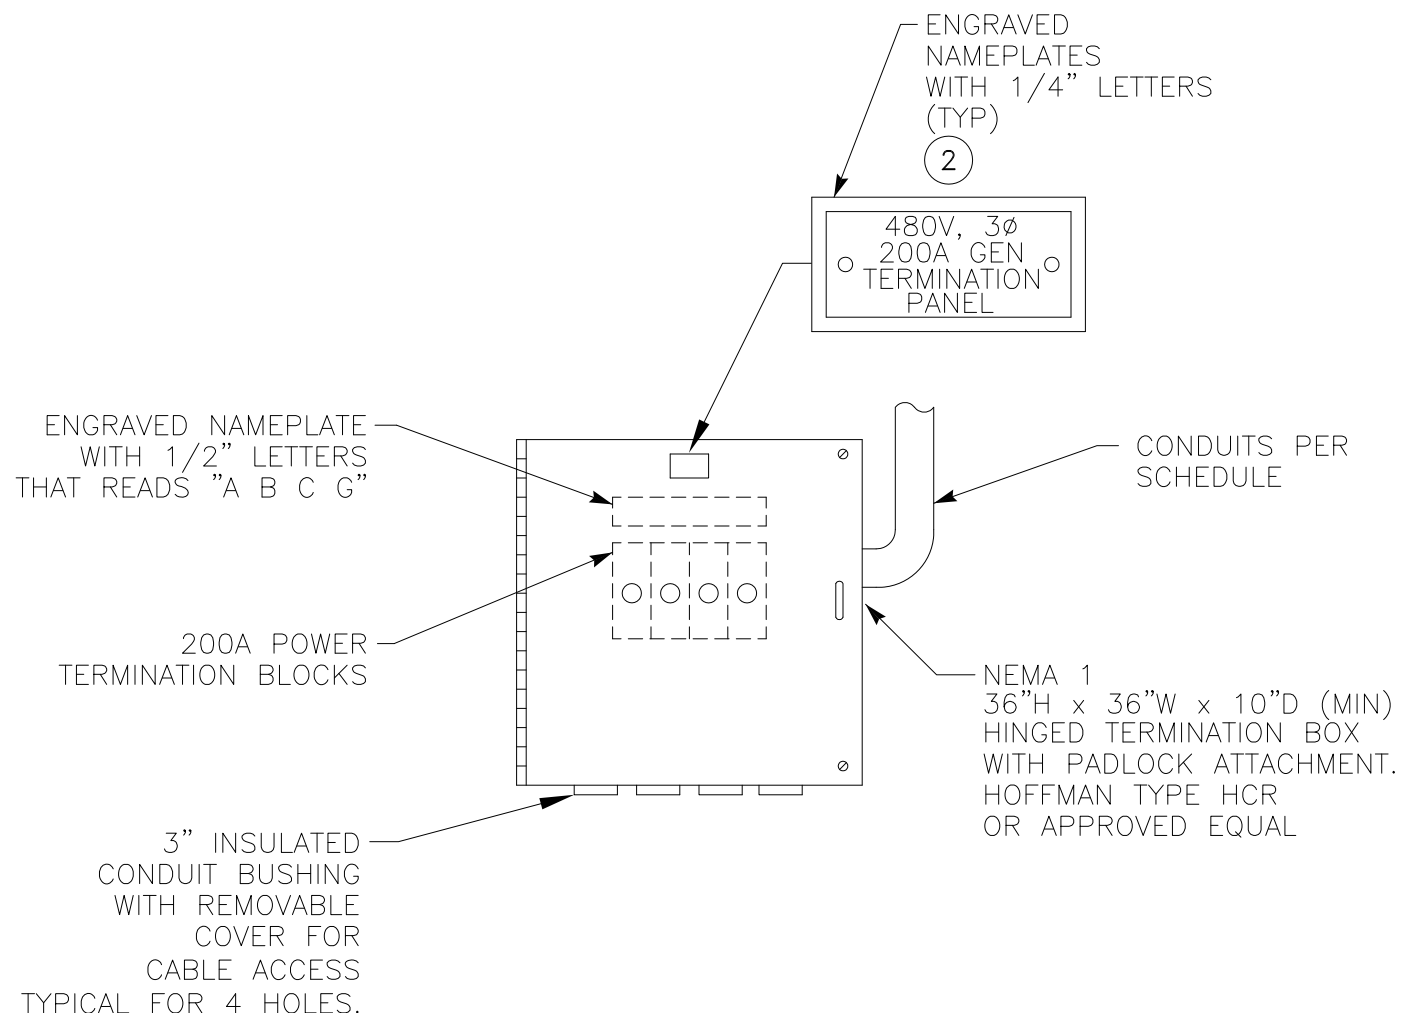 ENGRAVED
NAMEPLATES
WITH 1/4" LETTERS
(TYP)
2
480V, 3ø
200A GEN
TERMINATION
PANEL
ENGRAVED NAMEPLATE
WITH 1/2" LETTERS
THAT READS "A B C G"
CONDUITS PER
SCHEDULE
200A POWER
TERMINATION BLOCKS
NEMA 1
36"H x 36"W x 10"D (MIN)
HINGED TERMINATION BOX
WITH PADLOCK ATTACHMENT.
HOFFMAN TYPE HCR
OR APPROVED EQUAL
3" INSULATED
CONDUIT BUSHING
WITH REMOVABLE
COVER FOR
CABLE ACCESS
TYPICAL FOR 4 HOLES.